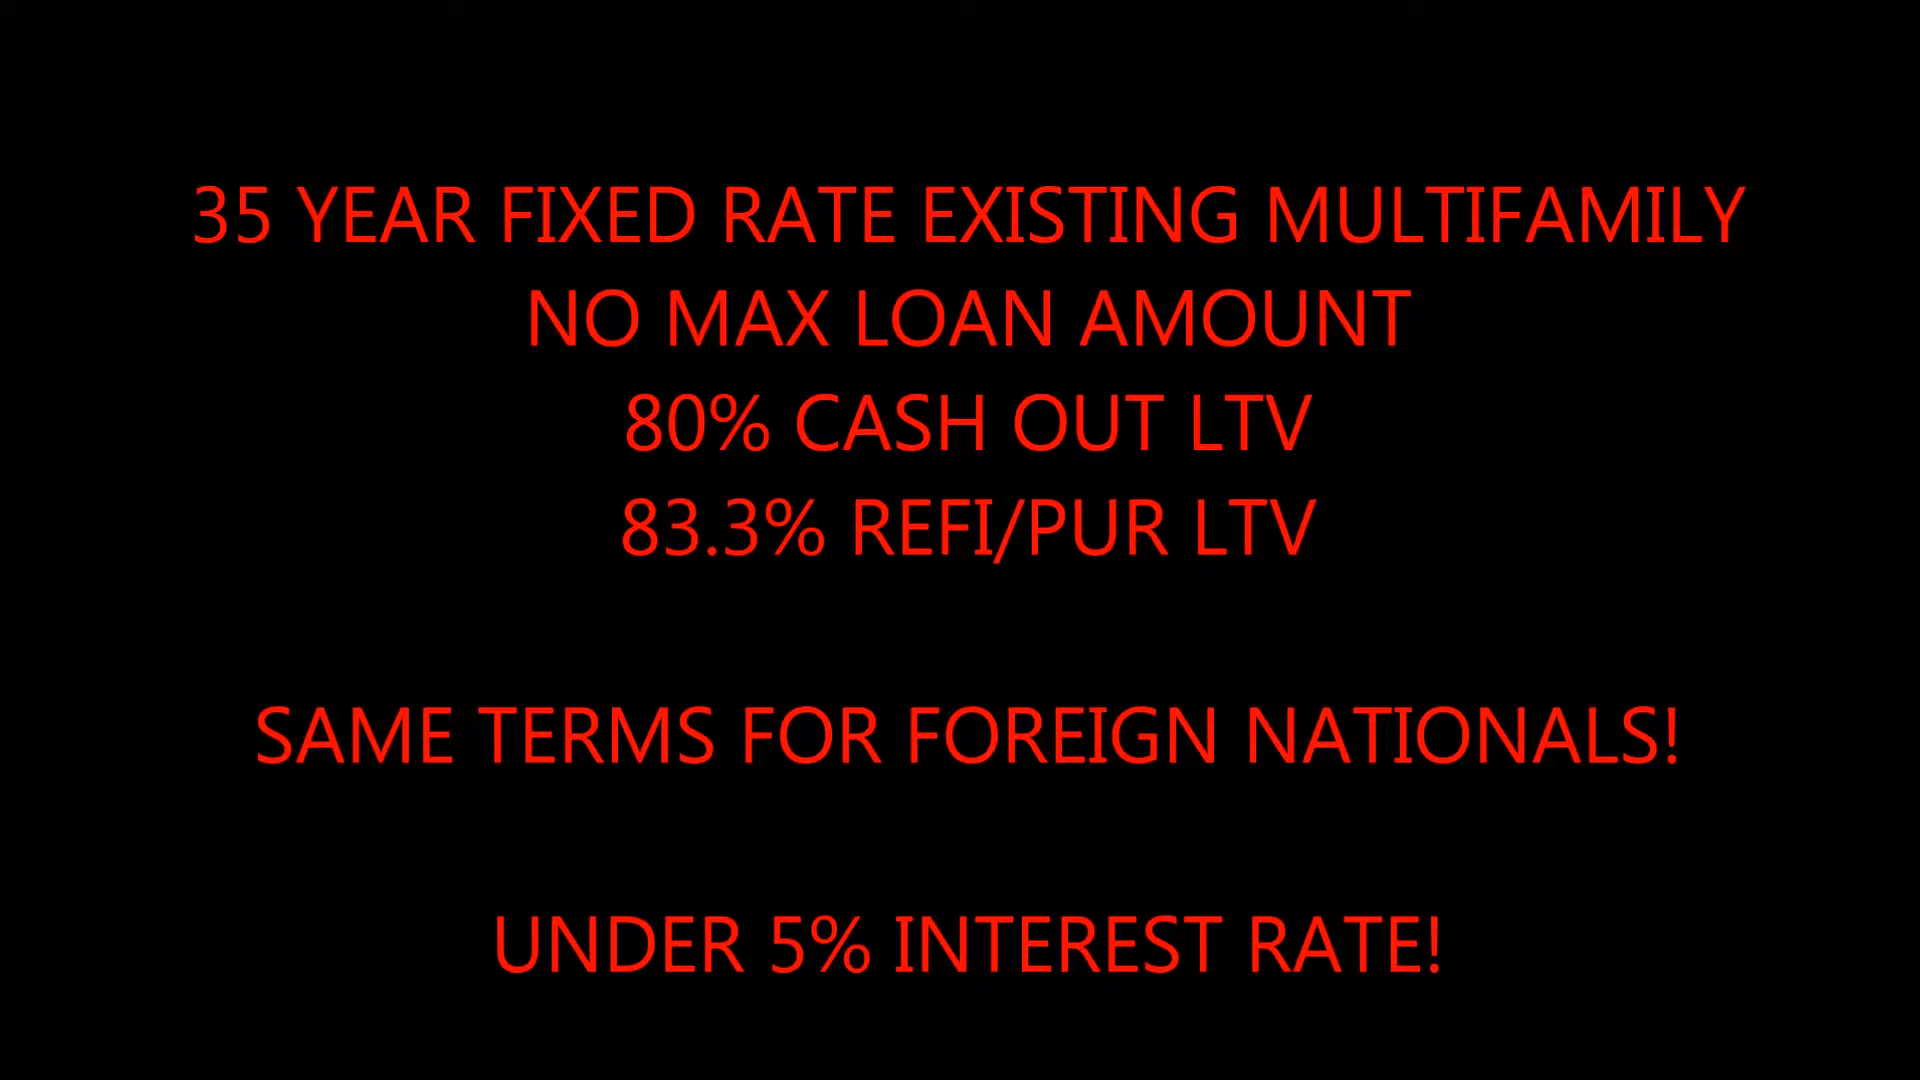 35 YEAR FIXED RATE EXISTING MULTIFAMILY
NO MAX LOAN AMOUNT
80% CASH OUT LTV
83.3% REFI/PUR LTV
SAME TERMS FOR FOREIGN NATIONALS!
UNDER 5% INTEREST RATE!